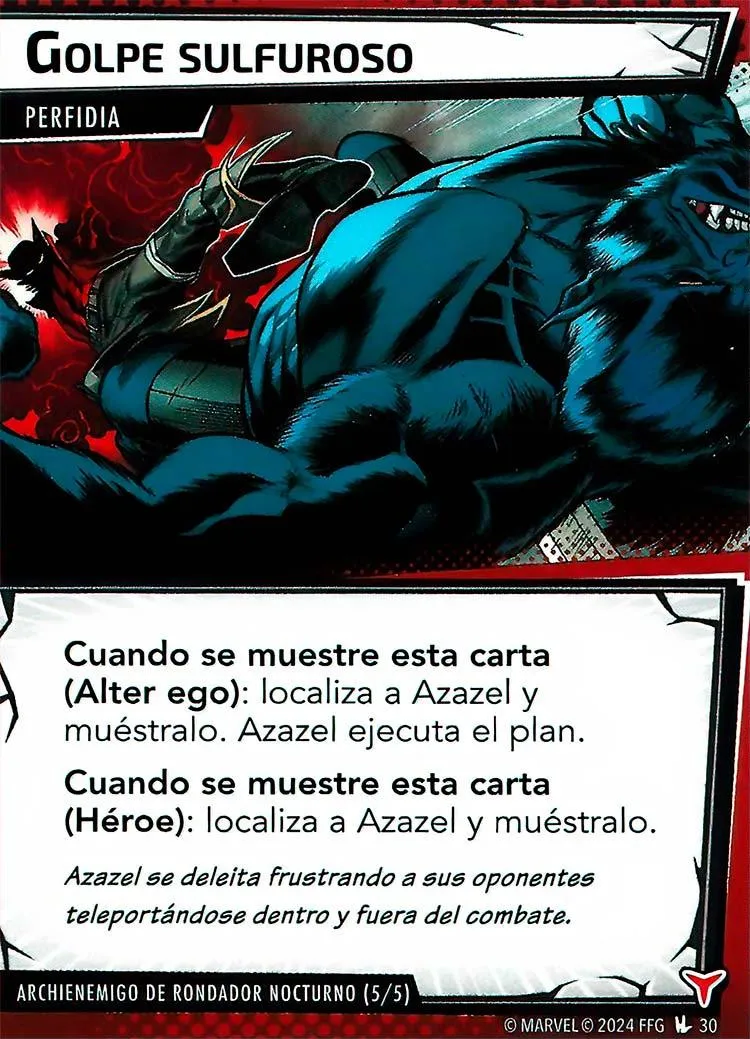 Golpe sulfuroso
PERFIDIA
Cuando se muestre esta carta
(Alter ego): localiza a Azazel y
muéstralo. Azazel ejecuta el plan.
Cuando se muestre esta carta
(Héroe): localiza a Azazel y muéstralo.
Azazel se deleita frustrando a sus oponentes
teleportándose dentro y fuera del combate.
ARCHIENEMIGO DE RONDADOR NOCTURNO (5/5)
© MARVEL © 2024 FFG 30